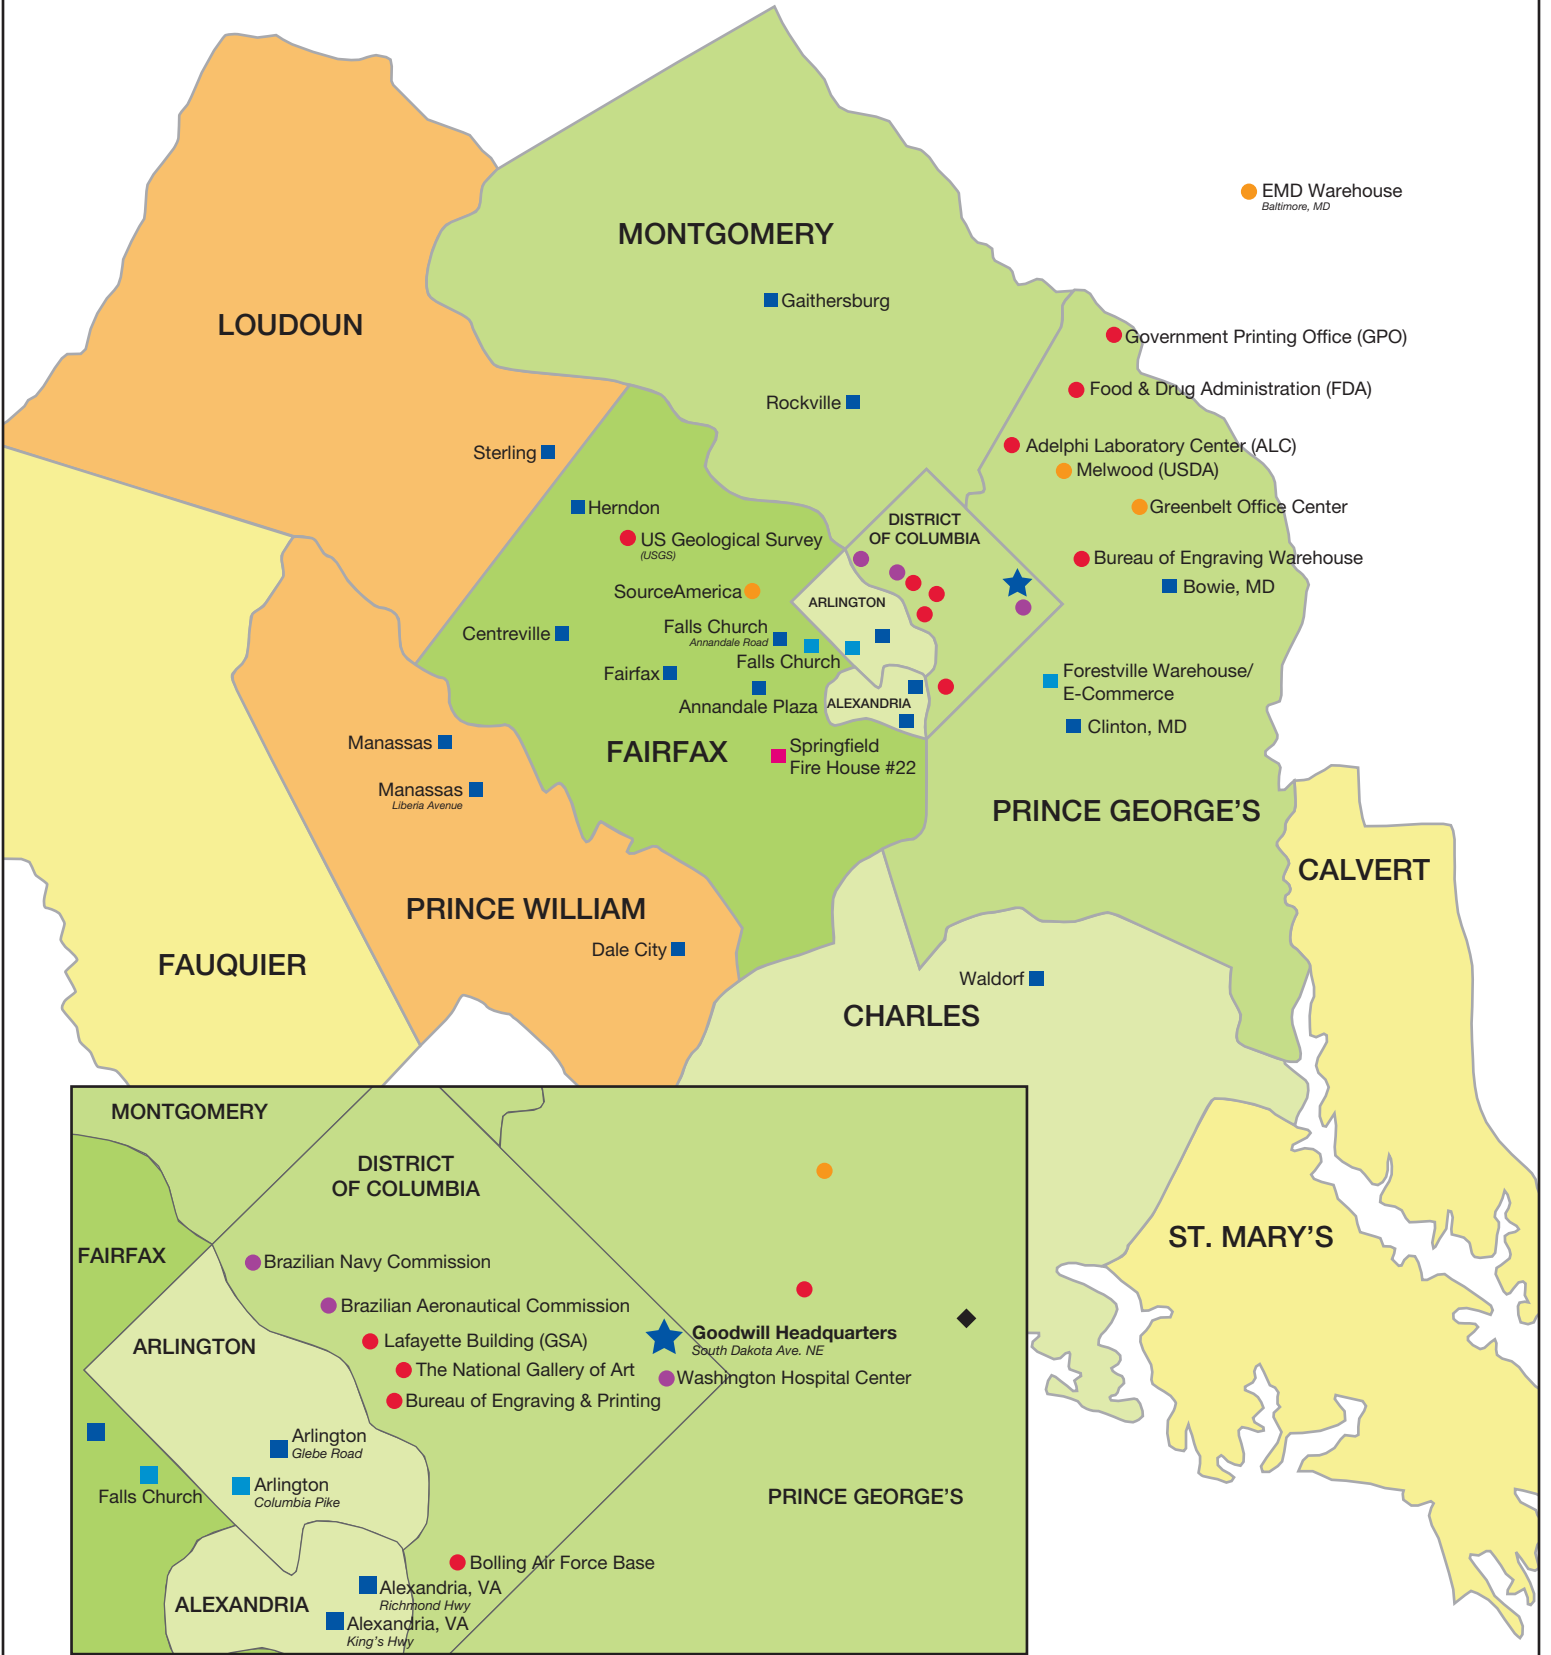 EMD Warehouse
Baltimore, MD
MONTGOMERY
Gaithersburg
LOUDOUN
Government Printing Office (GPO)
Food & Drug Administration (FDA)
Rockville
Adelphi Laboratory Center (ALC)
Sterling
Melwood (USDA)
Herndon
Greenbelt Office Center
DISTRICT
OF COLUMBIA
US Geological Survey
(USGS)
Bureau of Engraving Warehouse
Bowie, MD
SourceAmerica
ARLINGTON
Centreville
Falls Church
Annandale Road
Falls Church
Fairfax
Forestville Warehouse/
E-Commerce
Annandale Plaza
ALEXANDRIA
Clinton, MD
Manassas
FAIRFAX
Springfield
Fire House #22
Manassas
Liberia Avenue
PRINCE GEORGE'S
CALVERT
PRINCE WILLIAM
Dale City
FAUQUIER
Waldorf
CHARLES
ST. MARY'S
MONTGOMERY
DISTRICT
OF COLUMBIA
FAIRFAX
Brazilian Navy Commission
Brazilian Aeronautical Commission
ARLINGTON
Lafayette Building (GSA)
Goodwill Headquarters
South Dakota Ave. NE
The National Gallery of Art
Washington Hospital Center
Bureau of Engraving & Printing
Arlington
Glebe Road
Arlington
Columbia Pike
Falls Church
PRINCE GEORGE'S
Bolling Air Force Base
Alexandria, VA
Richmond Hwy
ALEXANDRIA
Alexandria, VA
King's Hwy